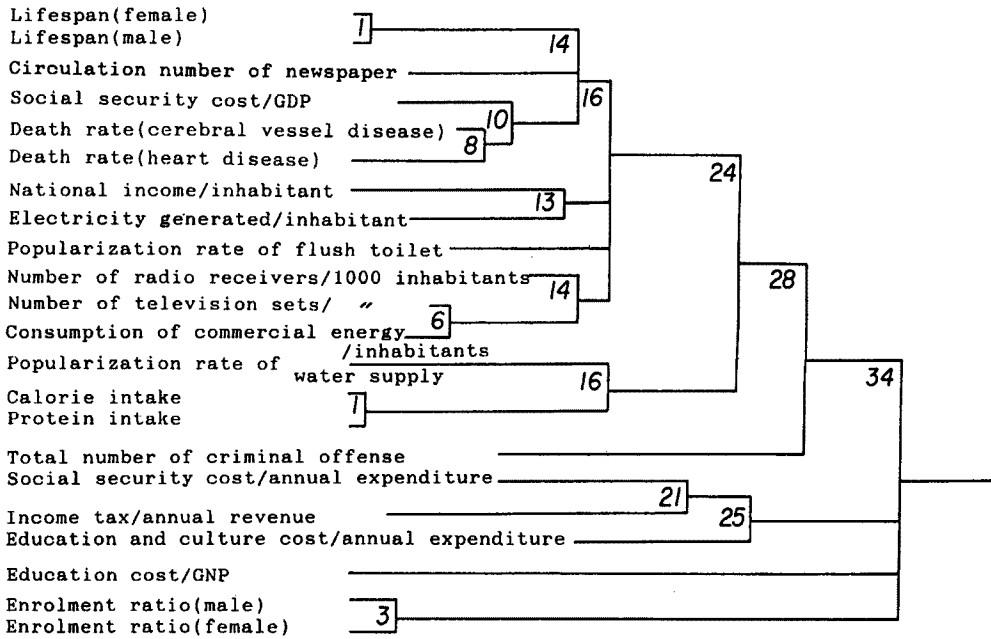 Lifespan(female)
Lifespan(male)
1
14
Circulation number of newspaper
16
Social security cost/GDP
10
Death rate(cerebral vessel disease)
8
Death rate(heart disease)
24
National income/inhabitant
13
Electricity generated/inhabitant
Popularization rate of flush toilet
Number of radio receivers/1000 inhabitants
14
28
Number of television sets/ 〃
6
Consumption of commercial energy
/inhabitants
Popularization rate of
water supply
16
34
Calorie intake
1
Protein intake
Total number of criminal offense
Social security cost/annual expenditure
21
Income tax/annual revenue
25
Education and culture cost/annual expenditure
Education cost/GNP
Enrolment ratio(male)
3
Enrolment ratio(female)